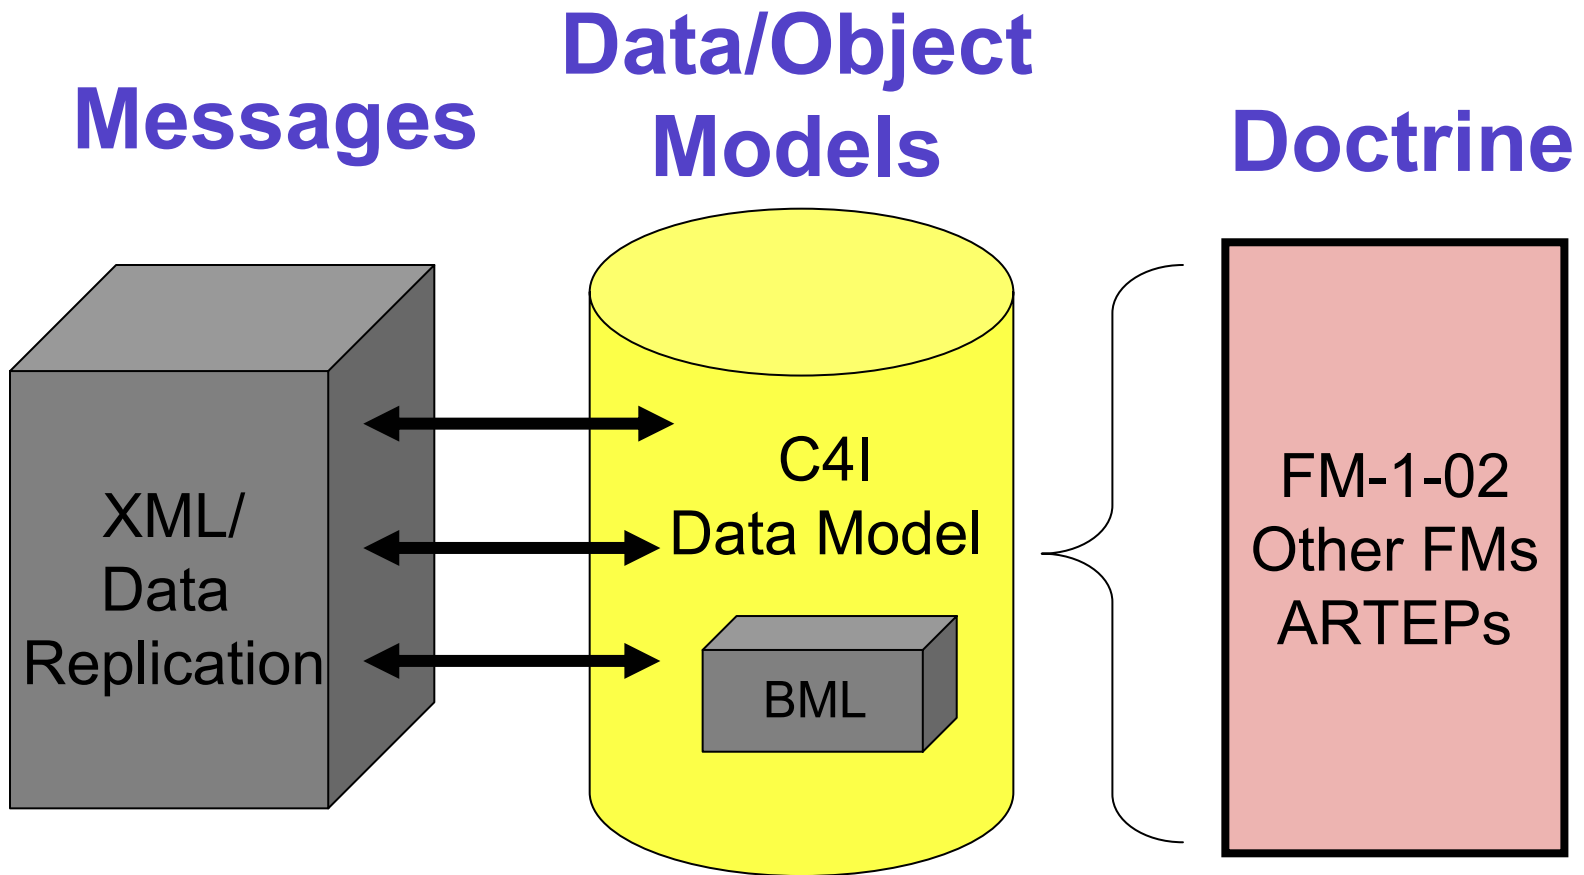 Messages
Data/Object
Models
Doctrine
XML/
Data
Replication
C4I
Data Model
BML
FM-1-02
Other FMs
ARTEPs